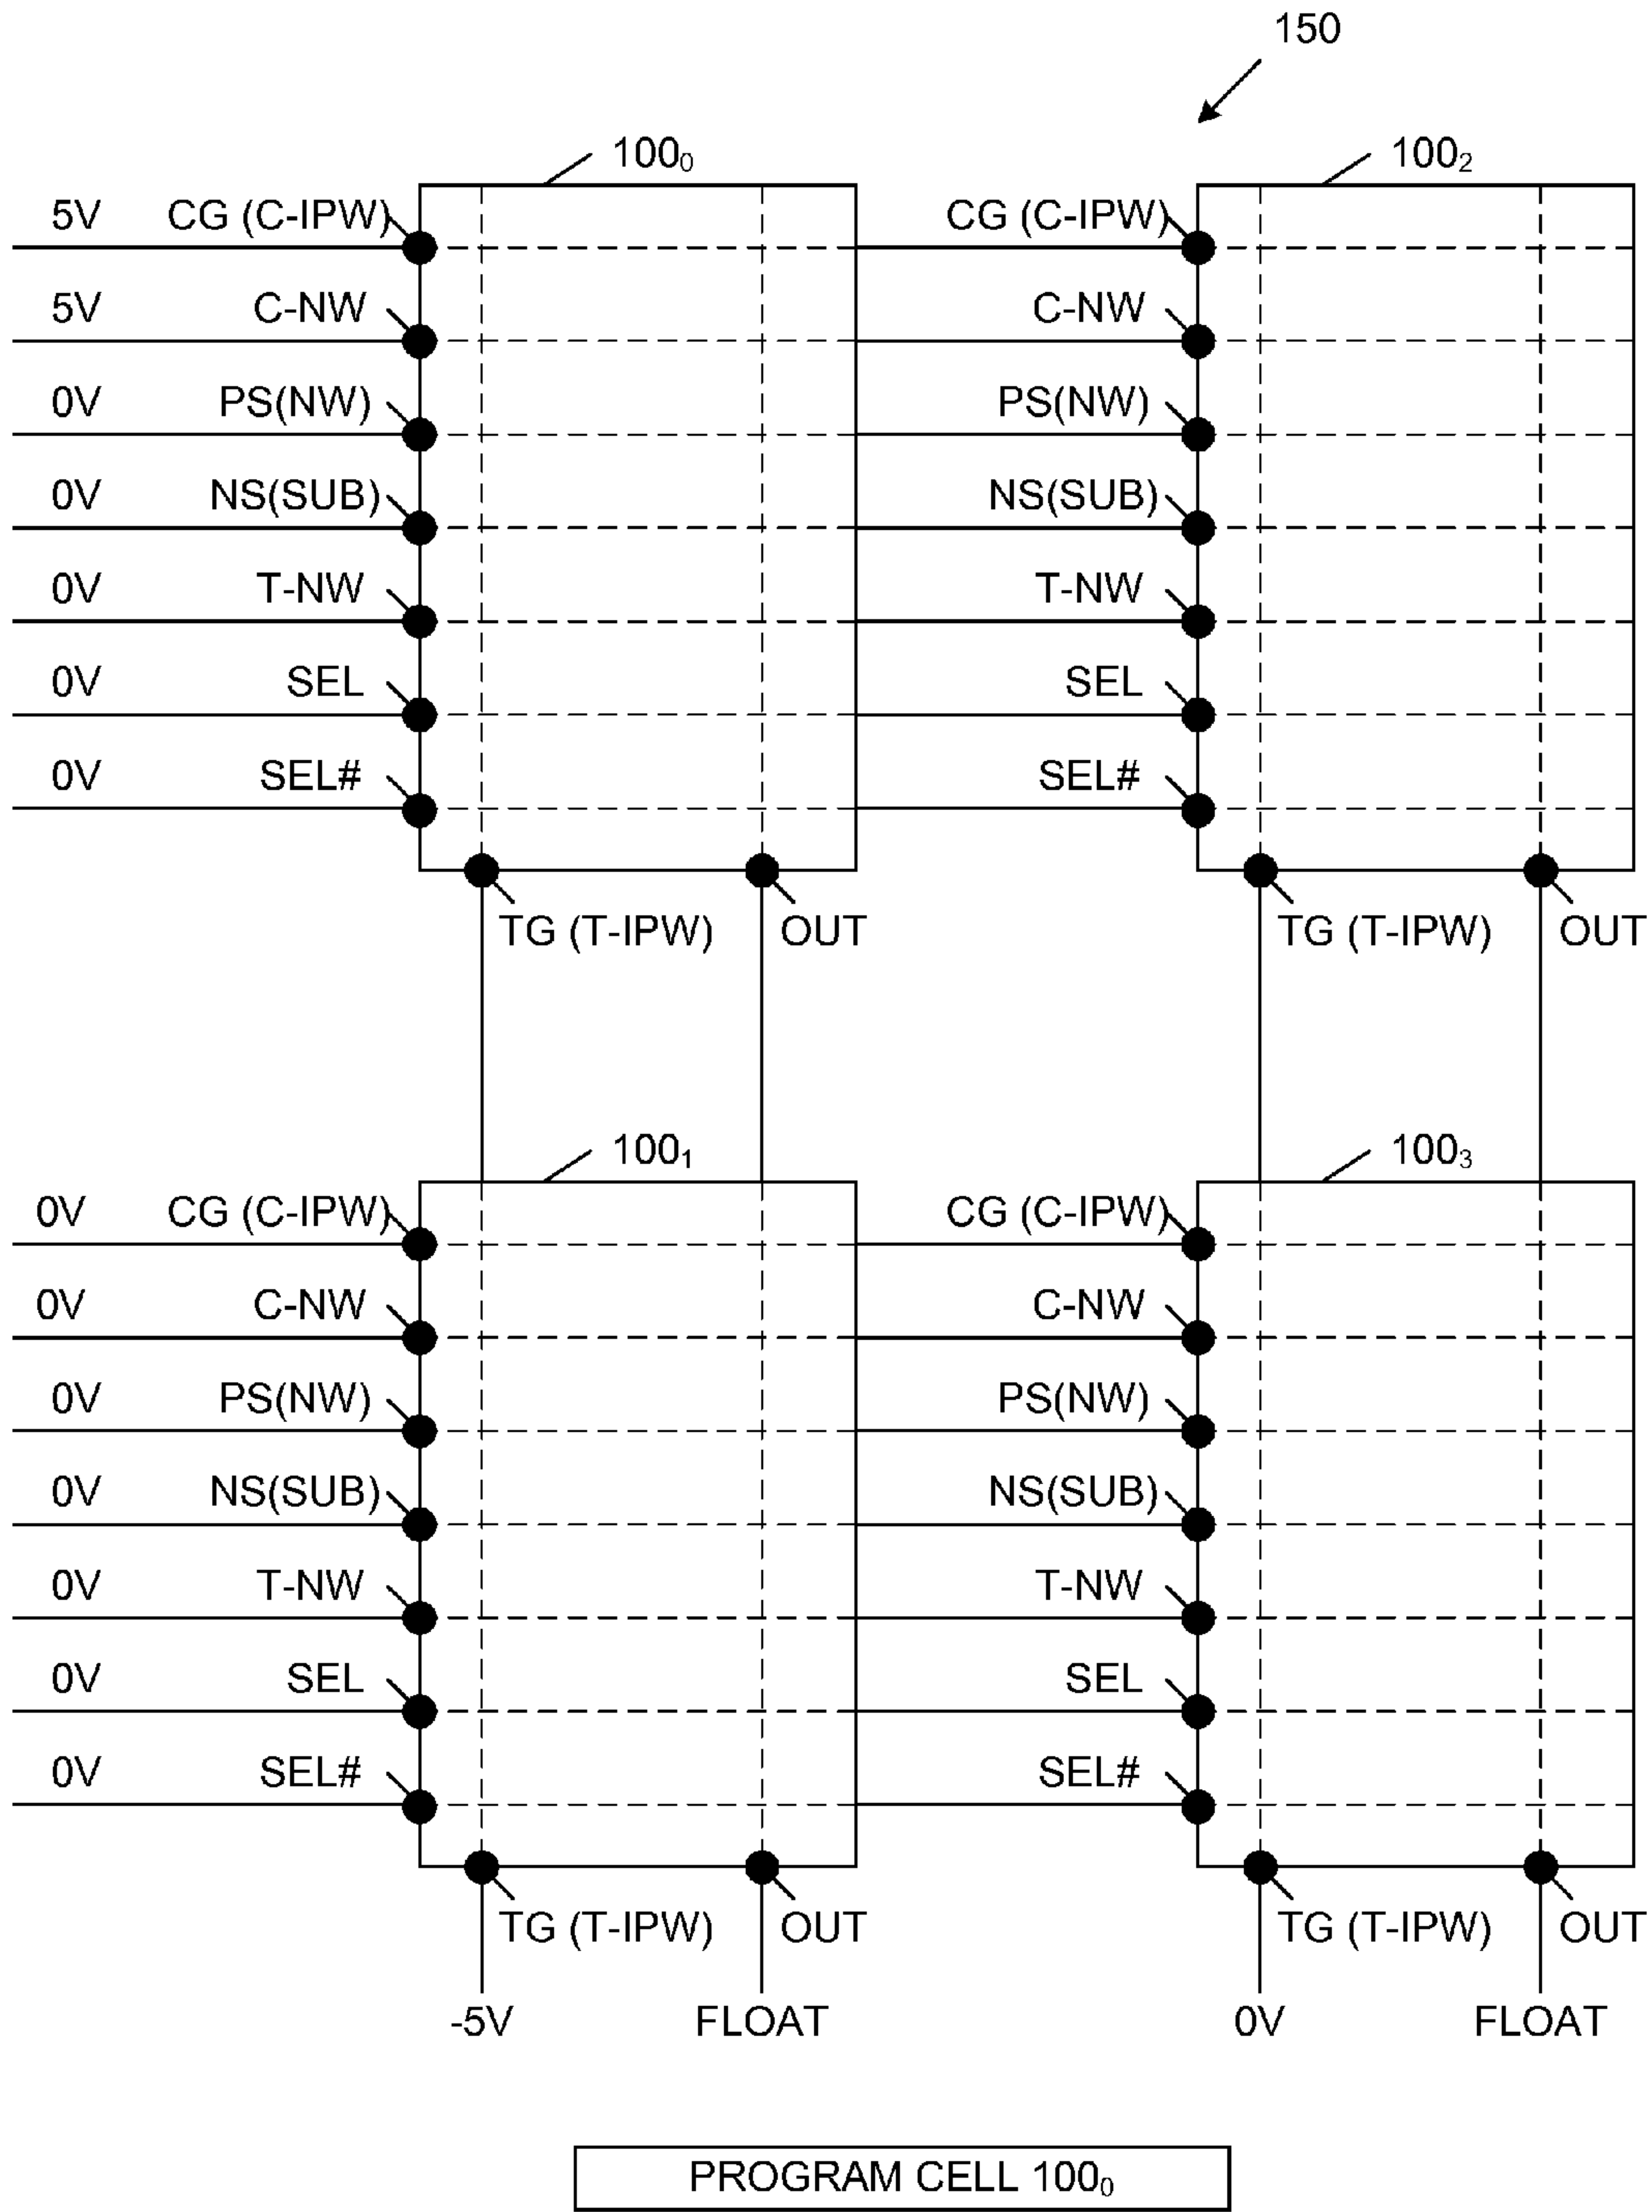 150
100₀ 100₂
5V CG (C-IPW) CG (C-IPW)
5V C-NW C-NW
0V PS(NW) PS(NW)
0V NS(SUB) NS(SUB)
0V T-NW T-NW
0V SEL SEL
0V SEL# SEL#
TG (T-IPW) OUT TG (T-IPW) OUT
100₁ 100₃
0V CG (C-IPW) CG (C-IPW)
0V C-NW C-NW
0V PS(NW) PS(NW)
0V NS(SUB) NS(SUB)
0V T-NW T-NW
0V SEL SEL
0V SEL# SEL#
TG (T-IPW) OUT TG (T-IPW) OUT
-5V FLOAT 0V FLOAT
PROGRAM CELL 100₀